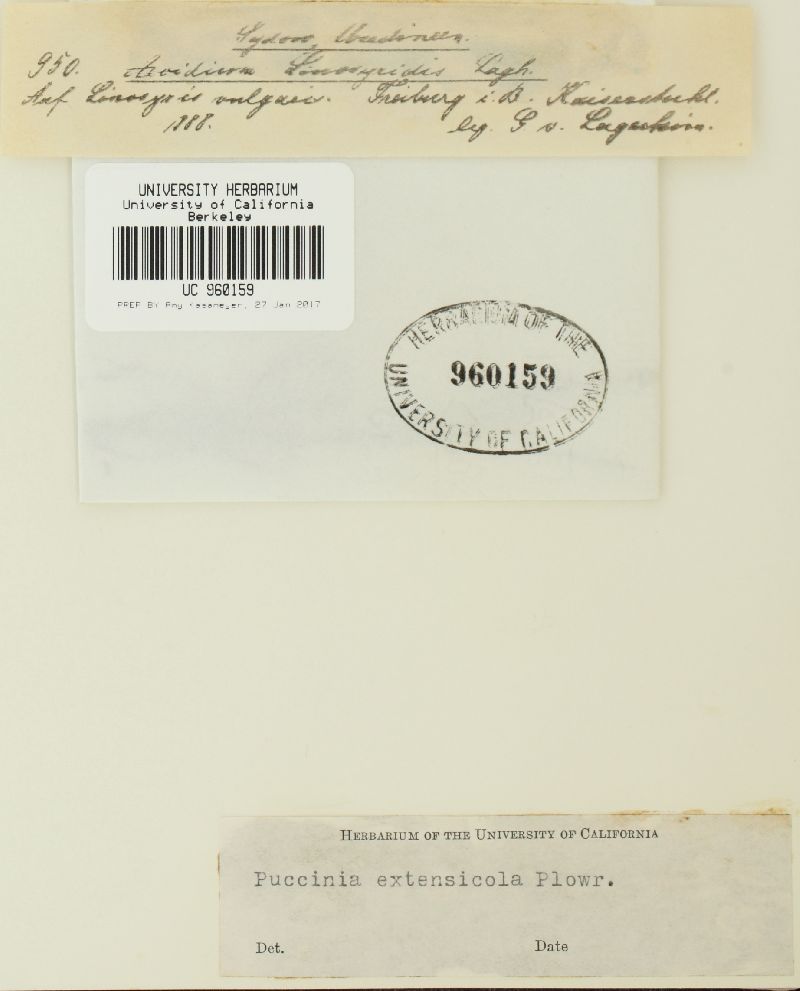 Sydow, Uredineen.
950. Aecidium Linosyridis Lagh.
Auf Linosyris vulgaris. Freiburg i. B. Kaiserstuhl.
1888. leg. G v. Lagerheim.
UNIVERSITY HERBARIUM
University of California
Berkeley
UC 960159
PREP BY Amy Kasameyer, 27 Jan 2017
HERBARIUM OF THE
960159
UNIVERSITY OF CALIFORNIA
HERBARIUM OF THE UNIVERSITY OF CALIFORNIA
Puccinia extensicola Plowr.
Det. Date